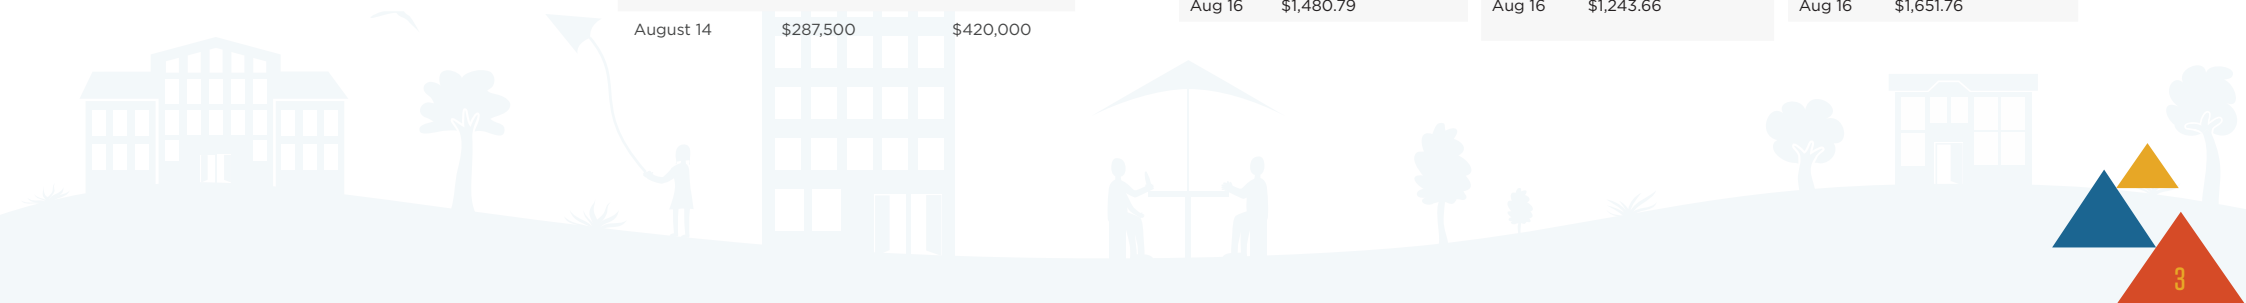 Aug 16 $1,480.79
Aug 16 $1,243.66
Aug 16 $1,651.76
August 14 $287,500 $420,000
3